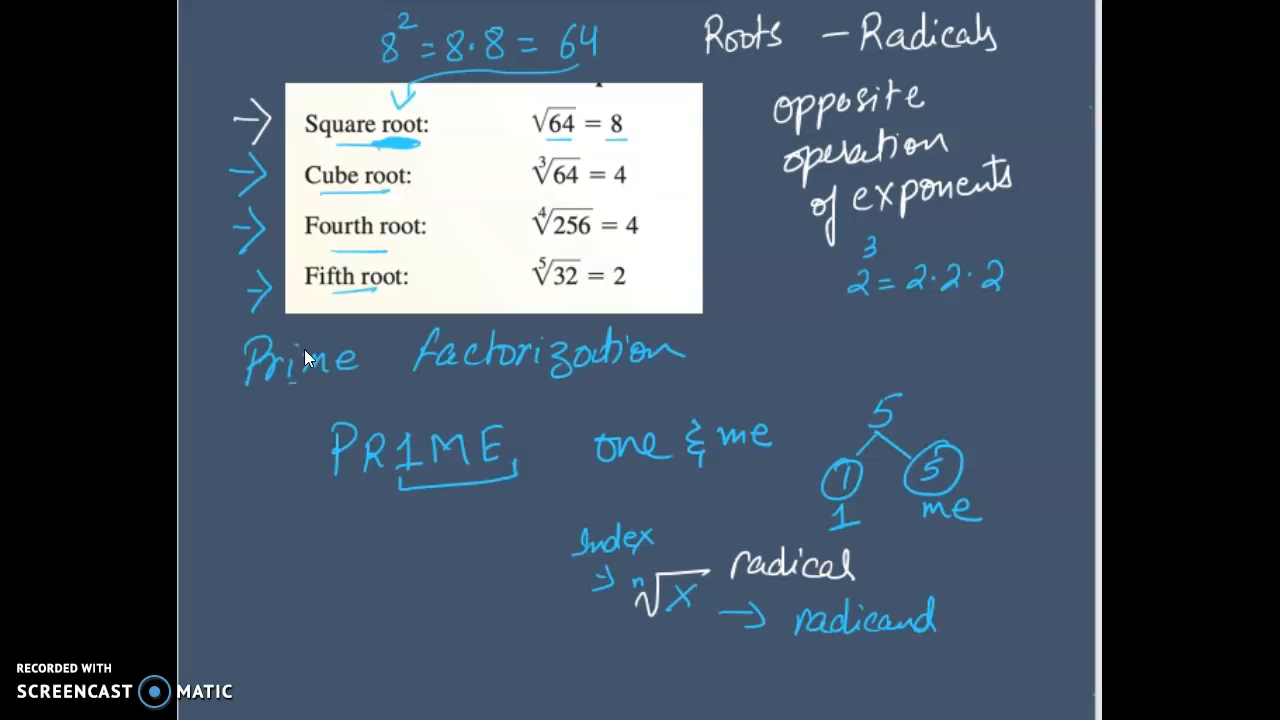 8² = 8·8 = 64
Roots – Radicals
opposite
operation
of exponents
2³ = 2·2·2
Square root: √64 = 8
Cube root: ∛64 = 4
Fourth root: ∜256 = 4
Fifth root: ⁵√32 = 2
Prime factorization
PR1ME, one & me
5
1 5
1 me
Index
→ ⁿ√x radical
→ radicand
RECORDED WITH
SCREENCAST MATIC